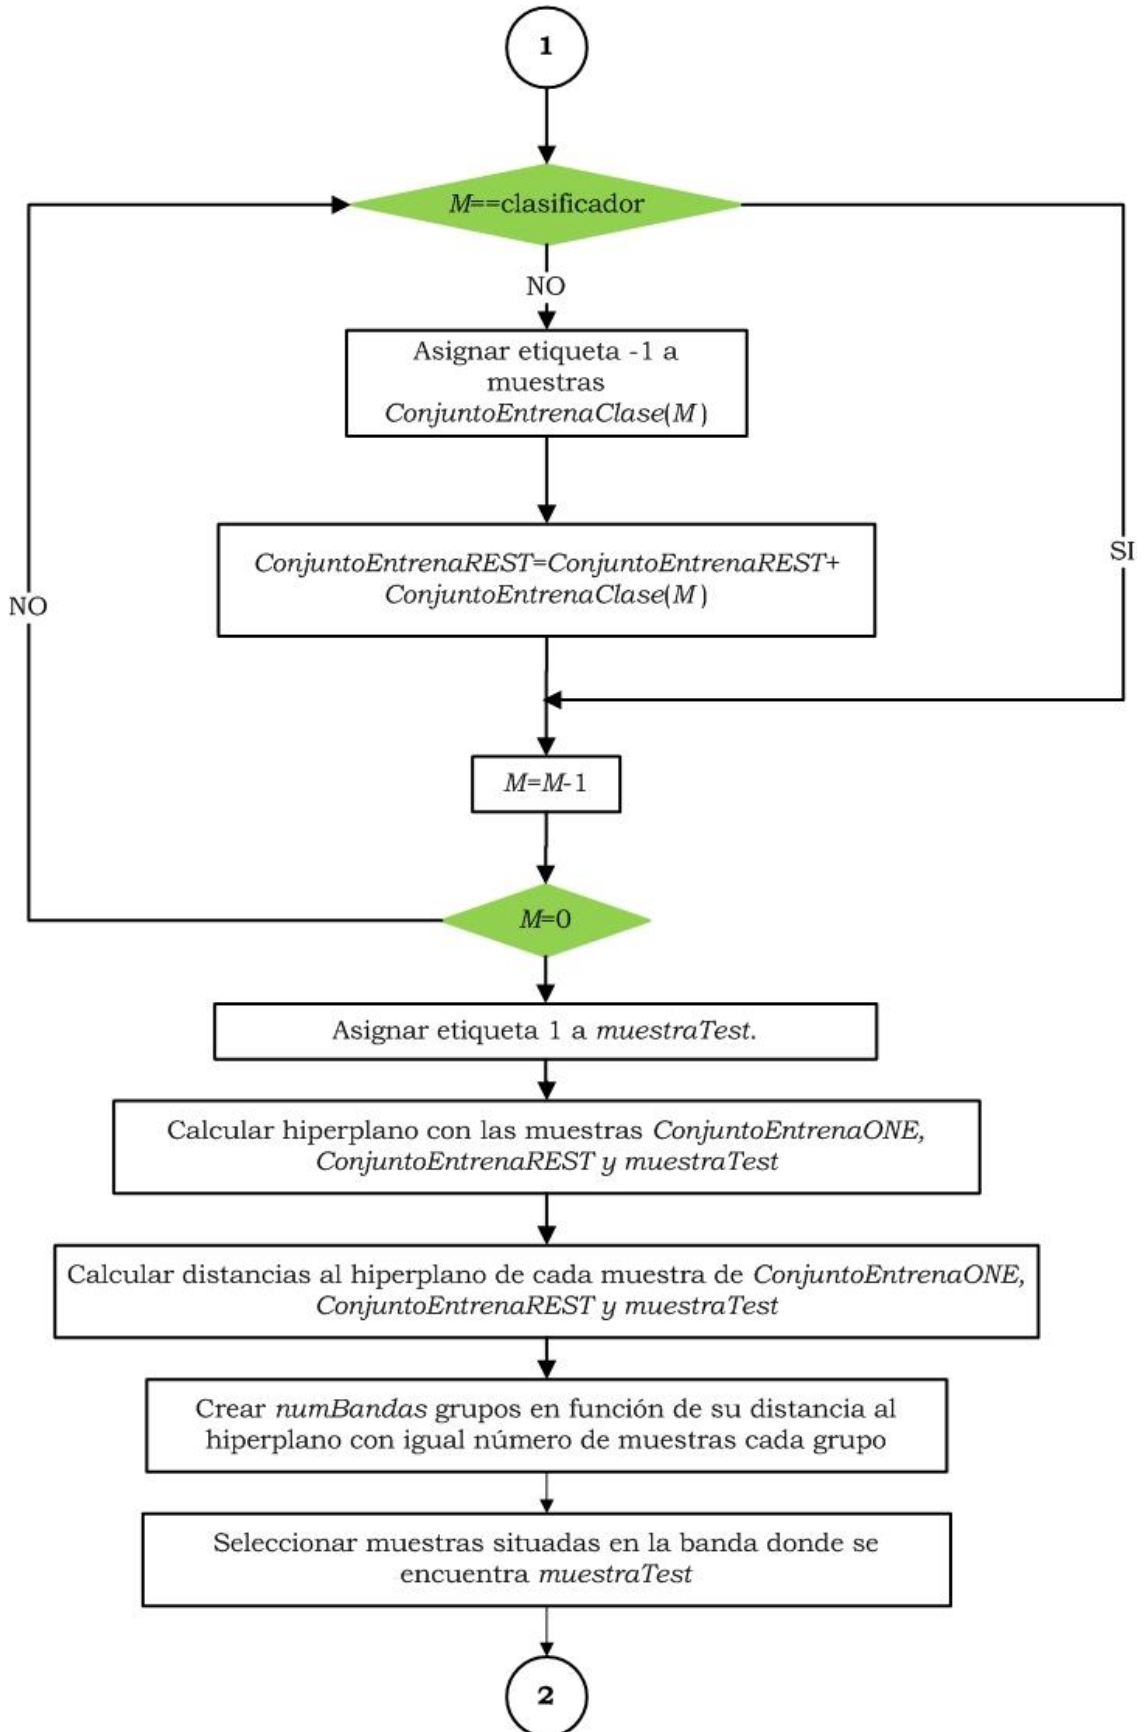 1
M==clasificador
NO
Asignar etiqueta -1 a
muestras
ConjuntoEntrenaClase(M)
ConjuntoEntrenaREST=ConjuntoEntrenaREST+
ConjuntoEntrenaClase(M)
SI
NO
M=M-1
M=0
Asignar etiqueta 1 a muestraTest.
Calcular hiperplano con las muestras ConjuntoEntrenaONE,
ConjuntoEntrenaREST y muestraTest
Calcular distancias al hiperplano de cada muestra de ConjuntoEntrenaONE,
ConjuntoEntrenaREST y muestraTest
Crear numBandas grupos en función de su distancia al
hiperplano con igual número de muestras cada grupo
Seleccionar muestras situadas en la banda donde se
encuentra muestraTest
2